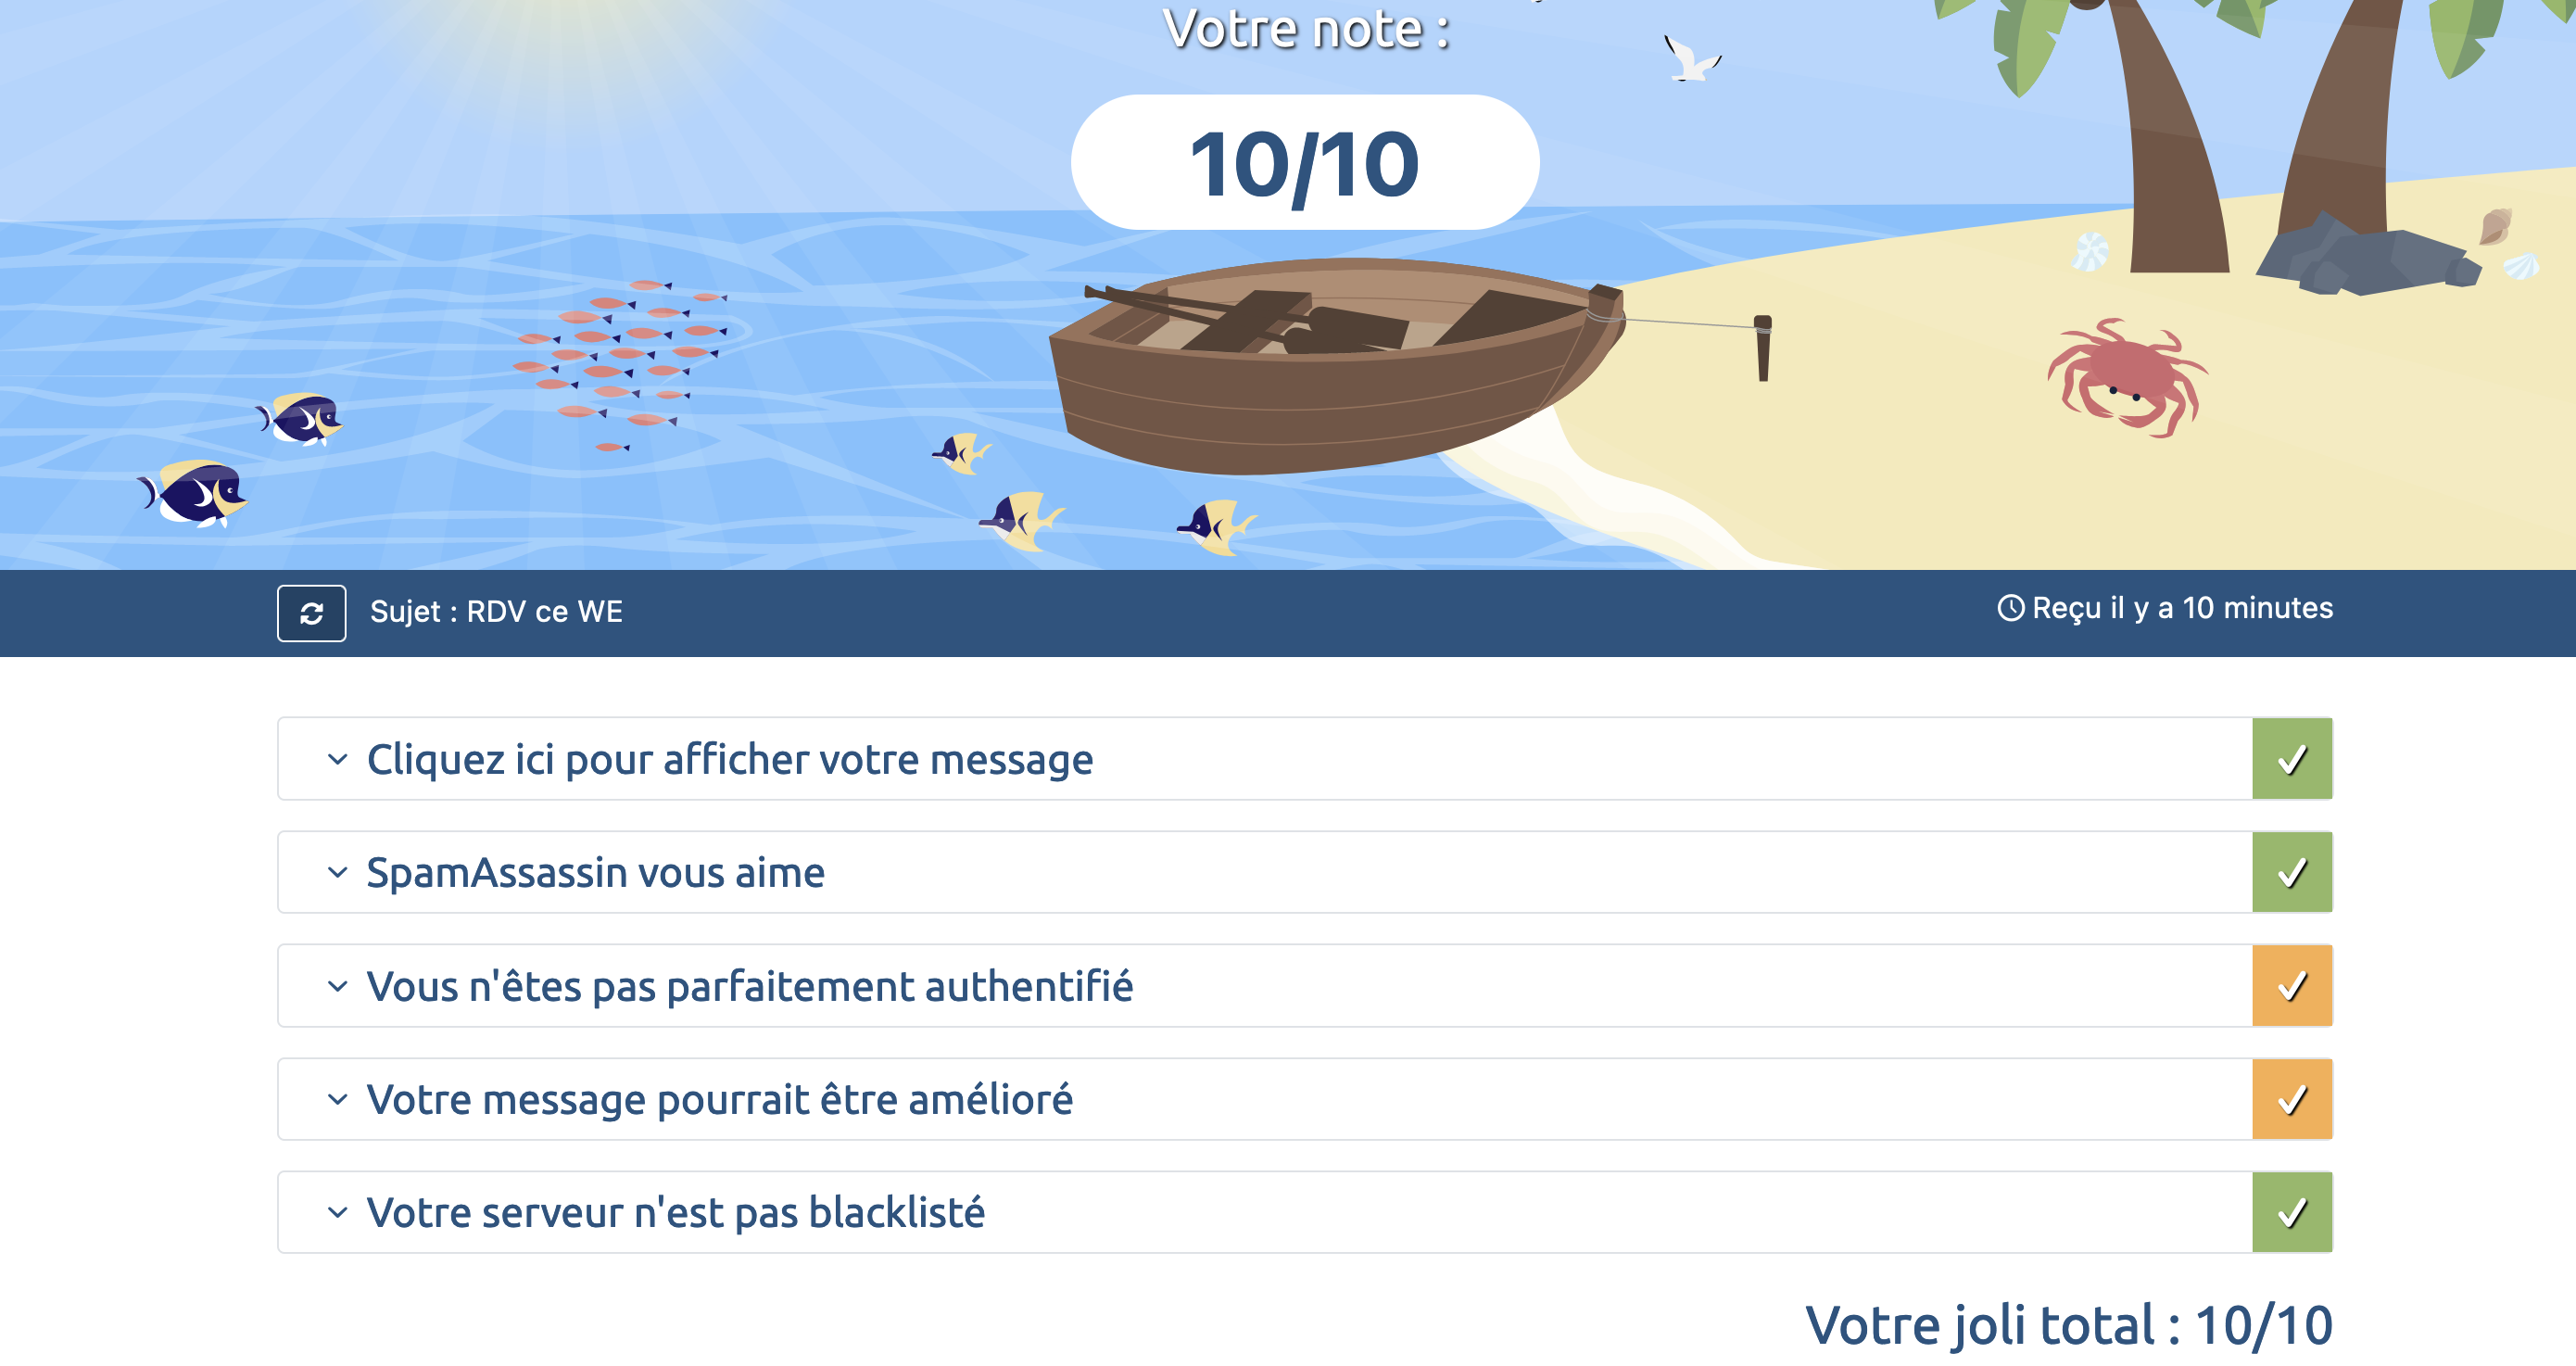 Votre note :
10/10
Sujet : RDV ce WE
Reçu il y a 10 minutes
Cliquez ici pour afficher votre message
SpamAssassin vous aime
Vous n'êtes pas parfaitement authentifié
Votre message pourrait être amélioré
Votre serveur n'est pas blacklisté
Votre joli total : 10/10